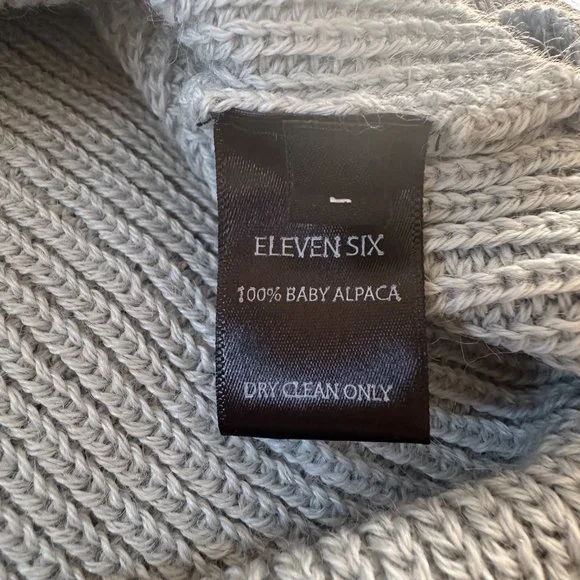 L
ELEVEN SIX
100% BABY ALPACA
DRY CLEAN ONLY